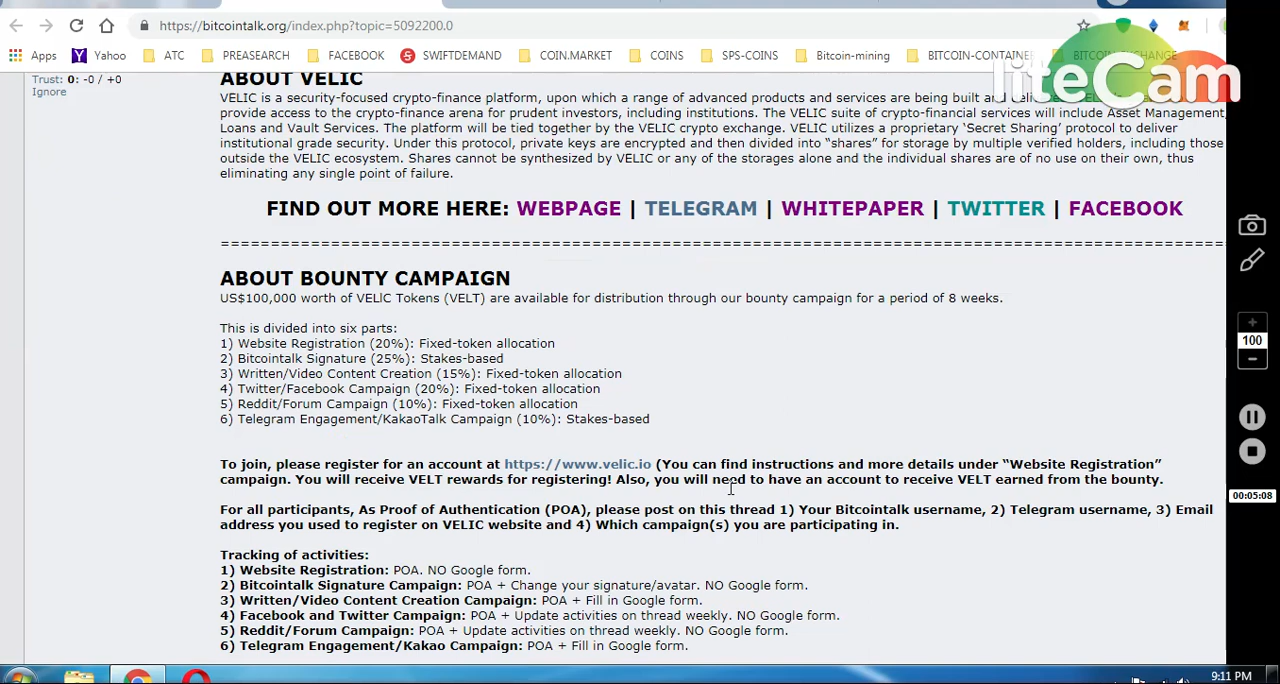 https://bitcointalk.org/index.php?topic=5092200.0
Apps Yahoo ATC PREASEARCH FACEBOOK SWIFTDEMAND COIN.MARKET COINS SPS-COINS Bitcoin-mining BITCOIN-CONTAINE
liteCam
Trust: 0: -0 / +0
Ignore
ABOUT VELIC
VELIC is a security-focused crypto-finance platform, upon which a range of advanced products and services are being built and
provide access to the crypto-finance arena for prudent investors, including institutions. The VELIC suite of crypto-financial services will include Asset Management,
Loans and Vault Services. The platform will be tied together by the VELIC crypto exchange. VELIC utilizes a proprietary ‘Secret Sharing’ protocol to deliver
institutional grade security. Under this protocol, private keys are encrypted and then divided into “shares” for storage by multiple verified holders, including those
outside the VELIC ecosystem. Shares cannot be synthesized by VELIC or any of the storages alone and the individual shares are of no use on their own, thus
eliminating any single point of failure.
FIND OUT MORE HERE: WEBPAGE | TELEGRAM | WHITEPAPER | TWITTER | FACEBOOK
ABOUT BOUNTY CAMPAIGN
US$100,000 worth of VELIC Tokens (VELT) are available for distribution through our bounty campaign for a period of 8 weeks.
This is divided into six parts:
1) Website Registration (20%): Fixed-token allocation
2) Bitcointalk Signature (25%): Stakes-based
3) Written/Video Content Creation (15%): Fixed-token allocation
4) Twitter/Facebook Campaign (20%): Fixed-token allocation
5) Reddit/Forum Campaign (10%): Fixed-token allocation
6) Telegram Engagement/KakaoTalk Campaign (10%): Stakes-based
To join, please register for an account at https://www.velic.io (You can find instructions and more details under “Website Registration”
campaign. You will receive VELT rewards for registering! Also, you will need to have an account to receive VELT earned from the bounty.
For all participants, As Proof of Authentication (POA), please post on this thread 1) Your Bitcointalk username, 2) Telegram username, 3) Email
address you used to register on VELIC website and 4) Which campaign(s) you are participating in.
Tracking of activities:
1) Website Registration: POA. NO Google form.
2) Bitcointalk Signature Campaign: POA + Change your signature/avatar. NO Google form.
3) Written/Video Content Creation Campaign: POA + Fill in Google form.
4) Facebook and Twitter Campaign: POA + Update activities on thread weekly. NO Google form.
5) Reddit/Forum Campaign: POA + Update activities on thread weekly. NO Google form.
6) Telegram Engagement/Kakao Campaign: POA + Fill in Google form.
100
00:05:08
9:11 PM